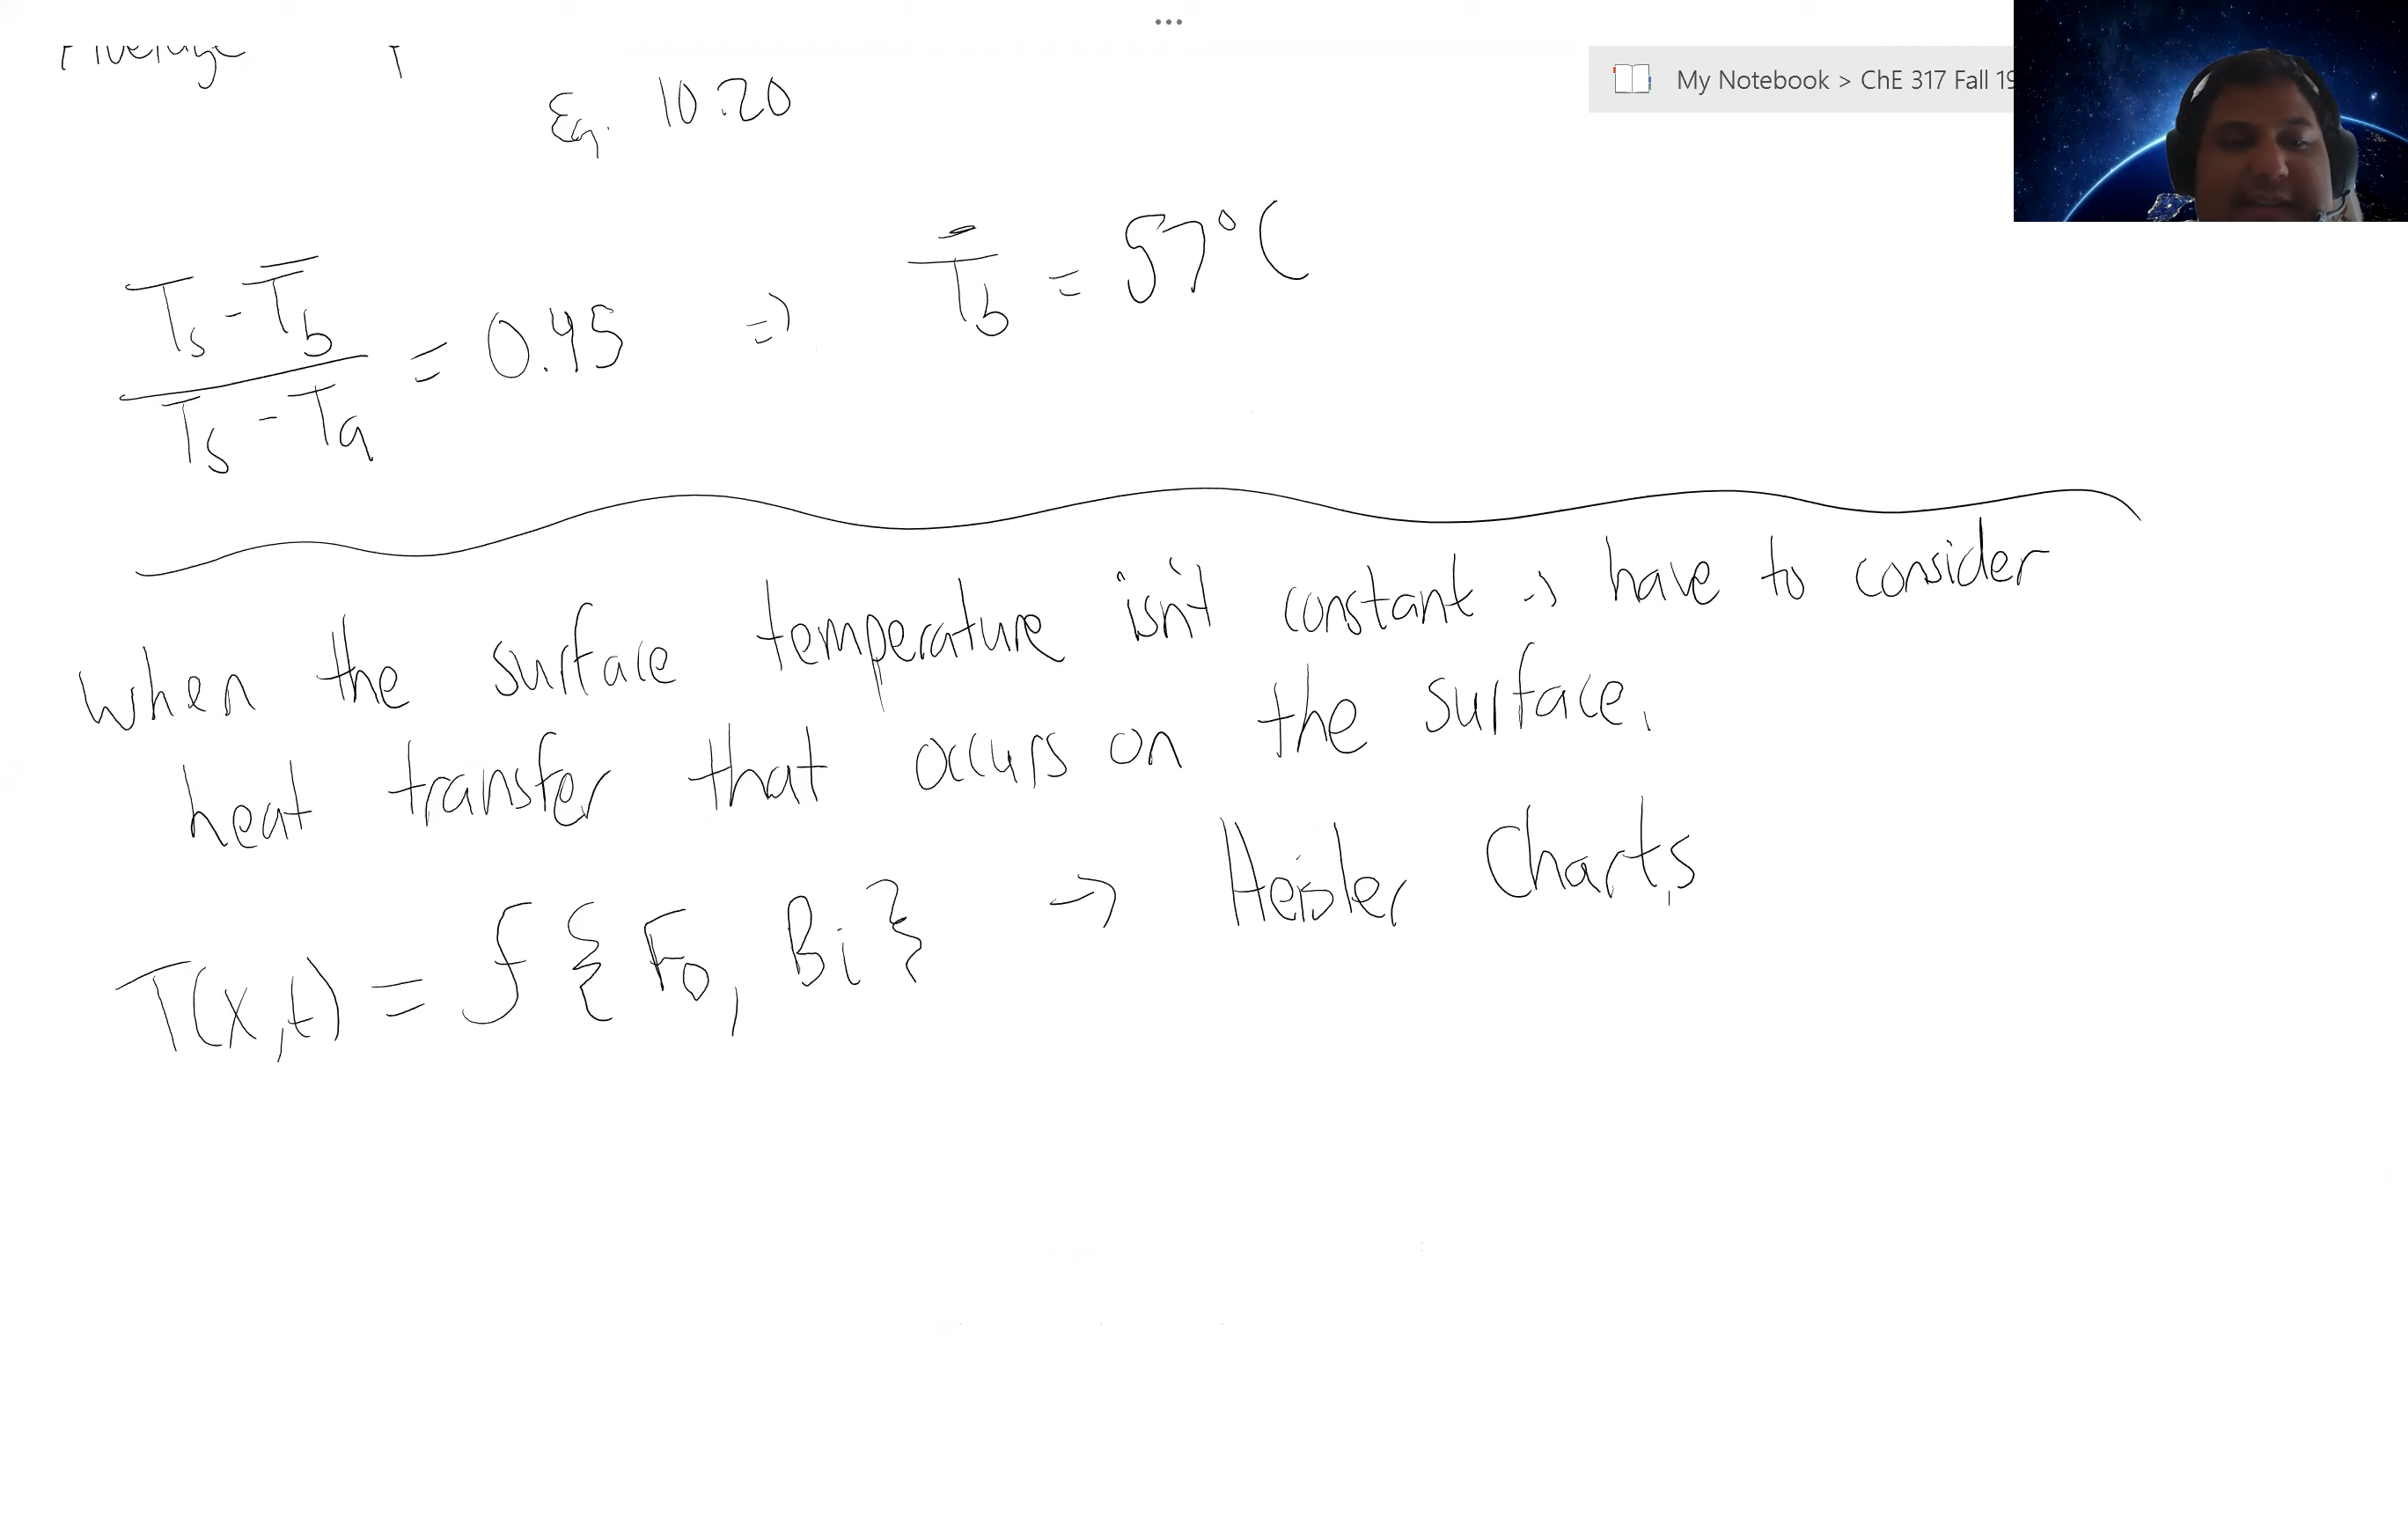 ...
My Notebook > ChE 317 Fall 19
Average
Eq. 10.20
Ts - T̄b / Ts - Ta = 0.45 => T̄b = 57°C
When the surface temperature isn't constant → have to consider
heat transfer that occurs on the surface.
T(x,t) = f {Fo, Bi} → Heisler Charts